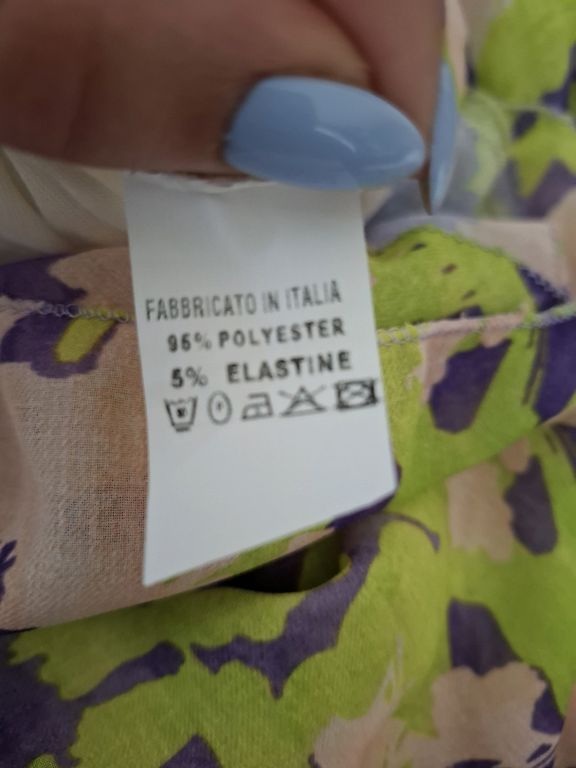 FABBRICATO IN ITALIA
95% POLYESTER
5% ELASTINE